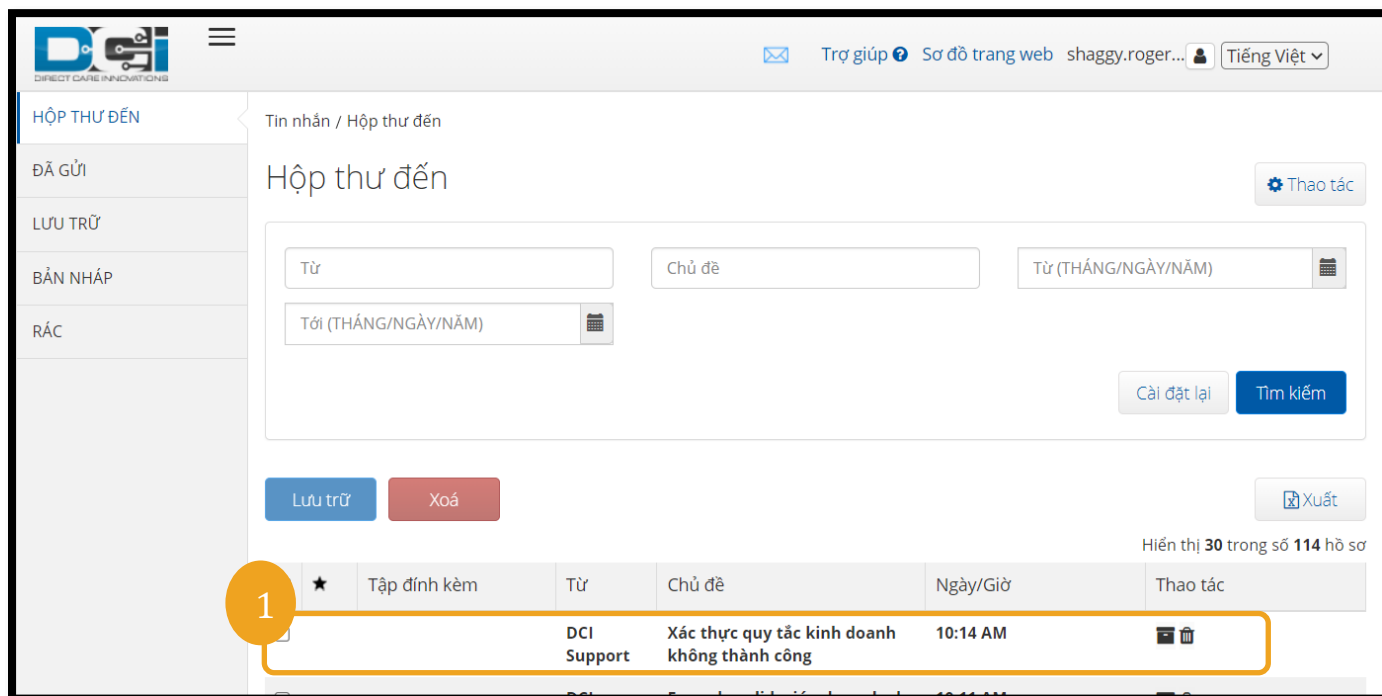 DCI
DIRECT CARE INNOVATIONS
Trợ giúp Sơ đồ trang web shaggy.roger... Tiếng Việt
HỘP THƯ ĐẾN
ĐÃ GỬI
LƯU TRỮ
BẢN NHÁP
RÁC
Tin nhắn / Hộp thư đến
Hộp thư đến
Thao tác
Từ
Chủ đề
Từ (THÁNG/NGÀY/NĂM)
Tới (THÁNG/NGÀY/NĂM)
Cài đặt lại
Tìm kiếm
Lưu trữ
Xoá
Xuất
Hiển thị 30 trong số 114 hồ sơ
Tập đính kèm Từ Chủ đề Ngày/Giờ Thao tác
1
DCI Xác thực quy tắc kinh doanh 10:14 AM
Support không thành công